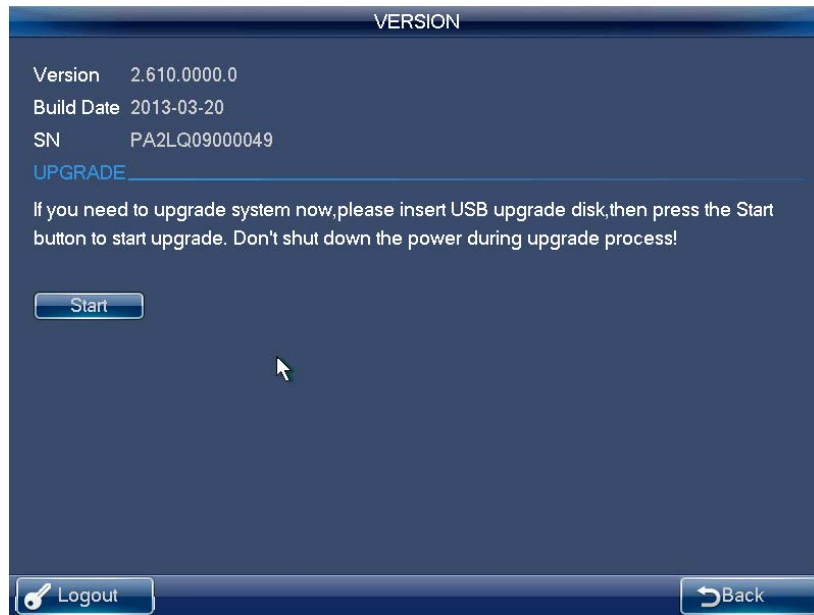 VERSION
Version 2.610.0000.0
Build Date 2013-03-20
SN PA2LQ09000049
UPGRADE
If you need to upgrade system now,please insert USB upgrade disk,then press the Start
button to start upgrade. Don't shut down the power during upgrade process!
Start
Logout
Back